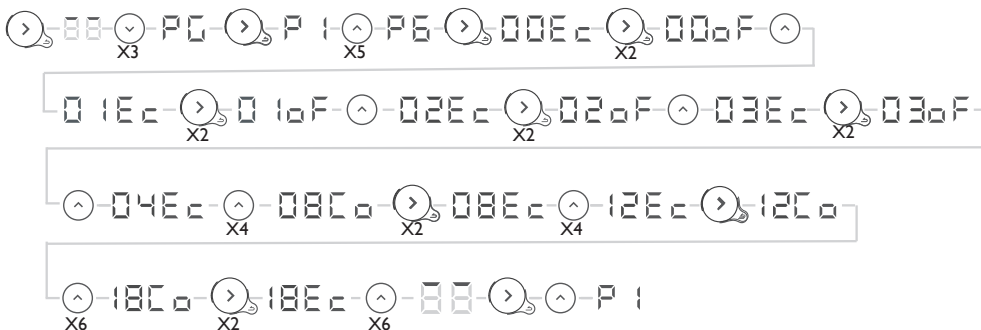 88 PG P1 P6 00Ec 00oF
X3 X5 X2
01Ec 01oF 02Ec 02oF 03Ec 03oF
X2 X2 X2
04Ec 08Co 08Ec 12Ec 12Co
X4 X2 X4
18Co 18Ec 88 P1
X6 X2 X6